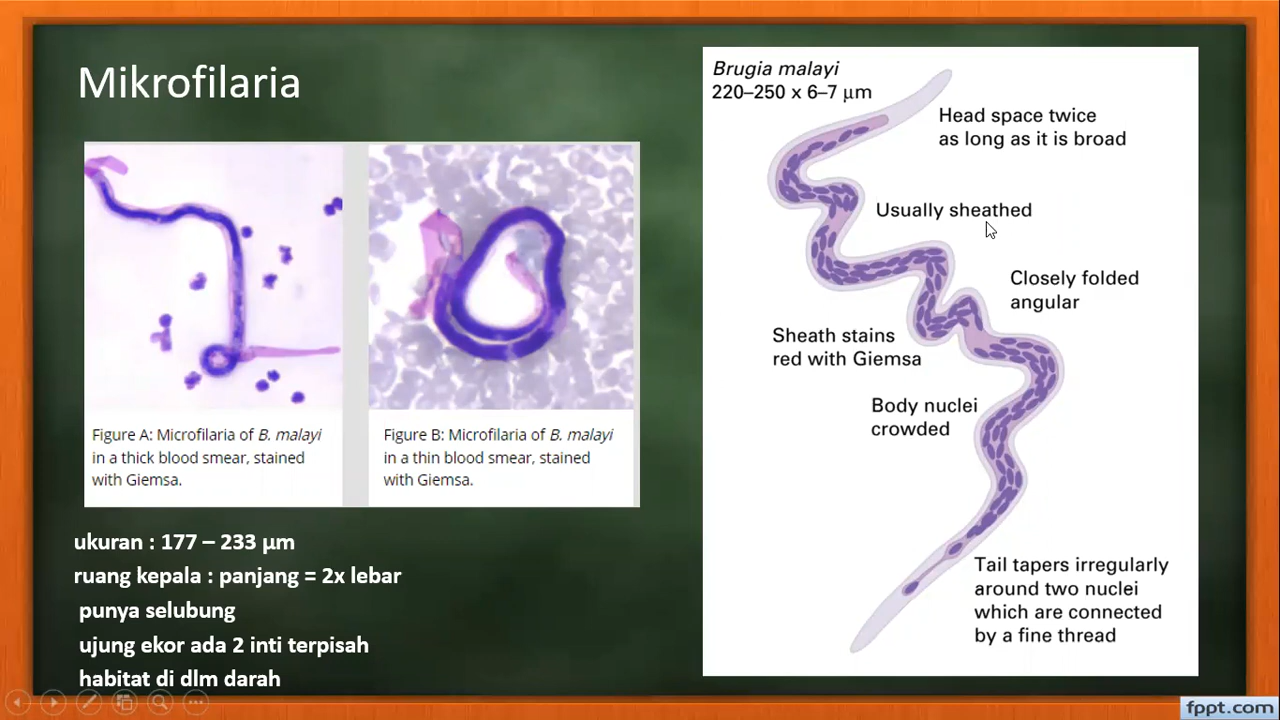 Mikrofilaria
Figure A: Microfilaria of B. malayi
in a thick blood smear, stained
with Giemsa.
Figure B: Microfilaria of B. malayi
in a thin blood smear, stained
with Giemsa.
ukuran : 177 – 233 µm
ruang kepala : panjang = 2x lebar
punya selubung
ujung ekor ada 2 inti terpisah
habitat di dlm darah
Brugia malayi
220–250 x 6–7 µm
Head space twice
as long as it is broad
Usually sheathed
Closely folded
angular
Sheath stains
red with Giemsa
Body nuclei
crowded
Tail tapers irregularly
around two nuclei
which are connected
by a fine thread
fppt.com